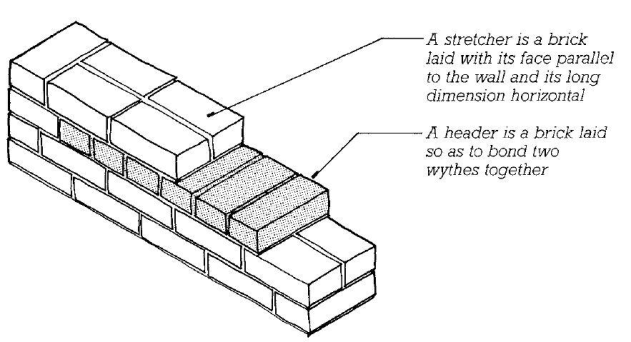 A stretcher is a brick
laid with its face parallel
to the wall and its long
dimension horizontal
A header is a brick laid
so as to bond two
wythes together